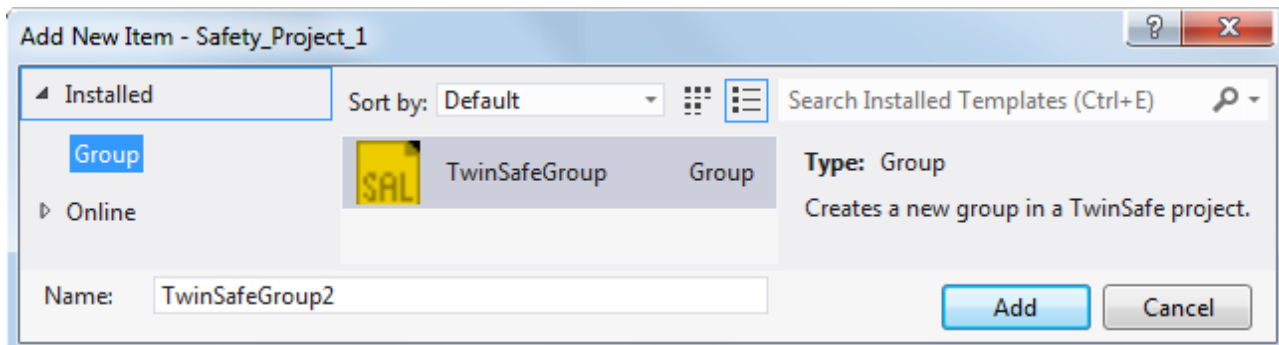 Add New Item - Safety_Project_1
Installed
Group
Online
Sort by: Default
Search Installed Templates (Ctrl+E)
SAL
TwinSafeGroup Group
Type: Group
Creates a new group in a TwinSafe project.
Name: TwinSafeGroup2
Add Cancel